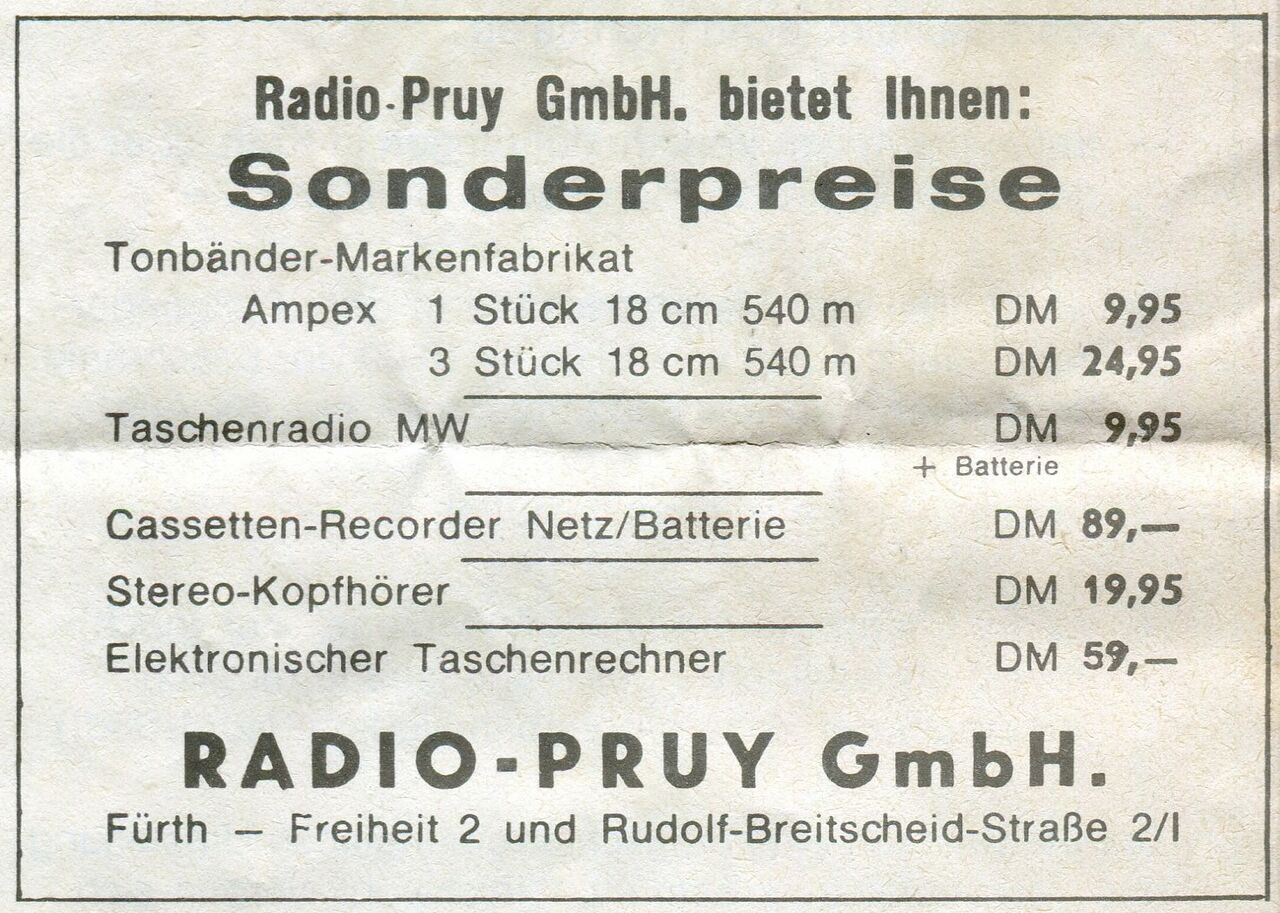 Radio-Pruy GmbH. bietet Ihnen:
Sonderpreise
Tonbänder-Markenfabrikat
Ampex 1 Stück 18 cm 540 m DM 9,95
3 Stück 18 cm 540 m DM 24,95
Taschenradio MW DM 9,95
+ Batterie
Cassetten-Recorder Netz/Batterie DM 89,—
Stereo-Kopfhörer DM 19,95
Elektronischer Taschenrechner DM 59,—
RADIO-PRUY GmbH.
Fürth — Freiheit 2 und Rudolf-Breitscheid-Straße 2/I